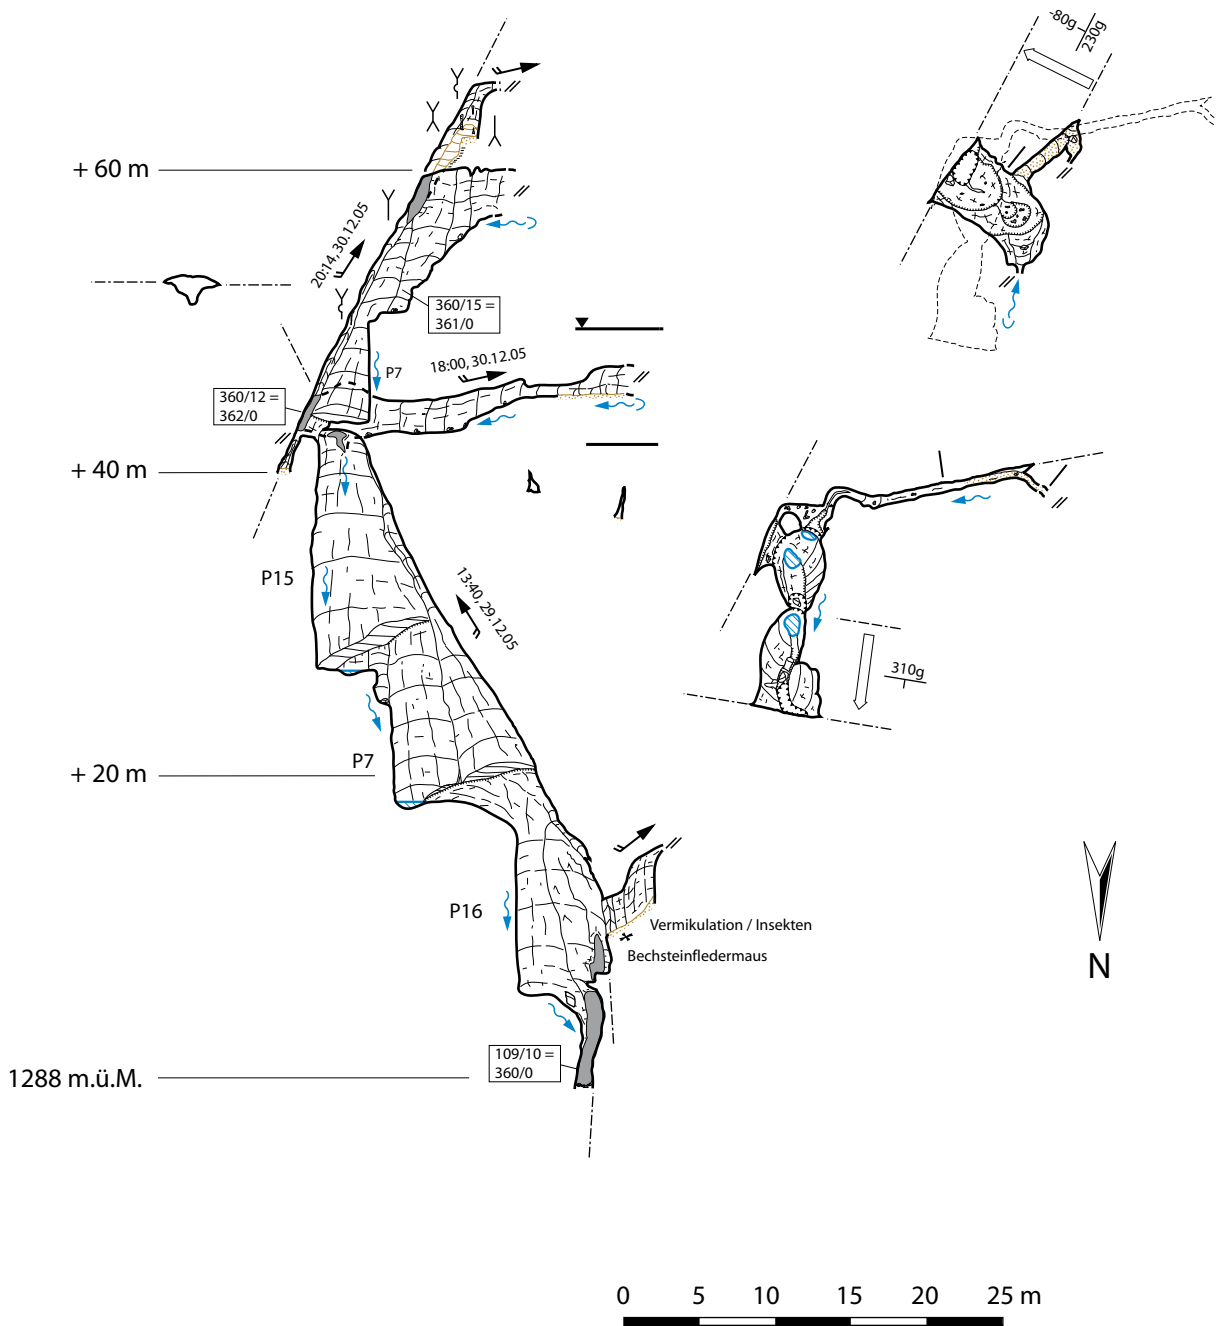 -80g
230g
+ 60 m
20:14, 30.12.05
360/15 =
361/0
P7
18:00, 30.12.05
360/12 =
362/0
+ 40 m
P15
13:40, 29.12.05
310g
P7
+ 20 m
P16
Vermikulation / Insekten
Bechsteinfledermaus
N
109/10 =
360/0
1288 m.ü.M.
0 5 10 15 20 25 m